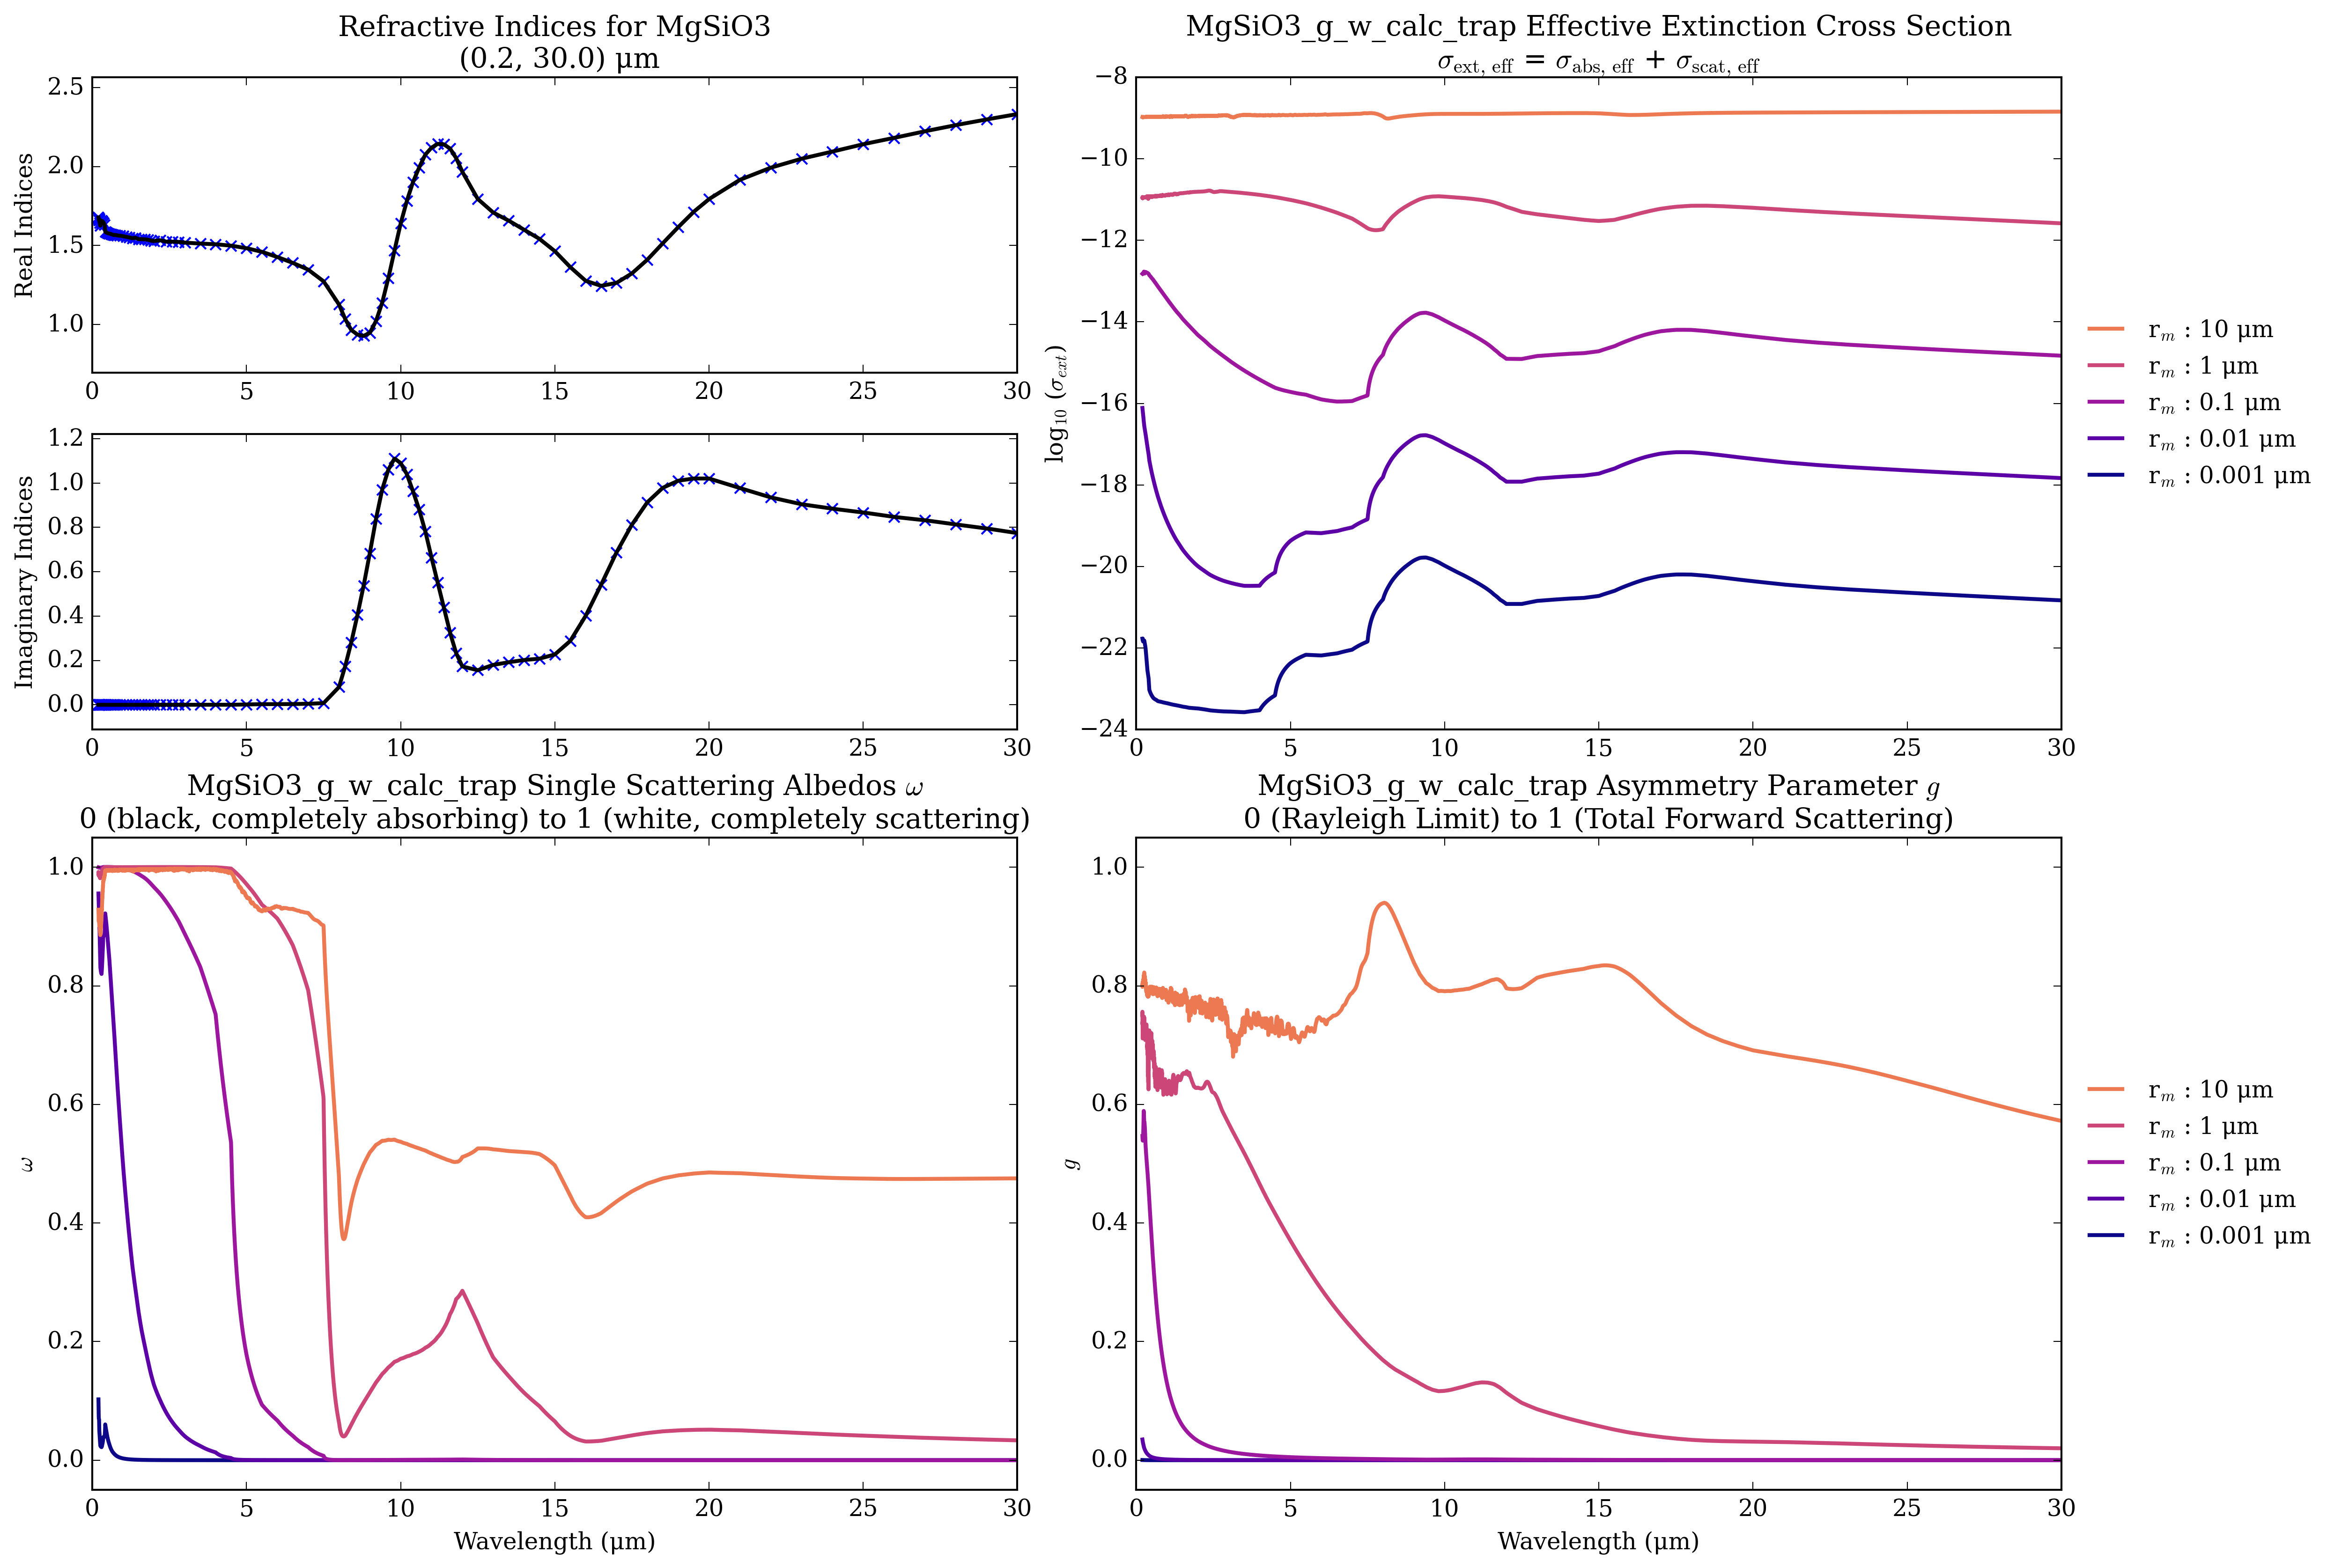 Refractive Indices for MgSiO3
(0.2, 30.0) μm
Real Indices
2.5
2.0
1.5
1.0
0 5 10 15 20 25 30
Imaginary Indices
1.2
1.0
0.8
0.6
0.4
0.2
0.0
0 5 10 15 20 25 30
MgSiO3_g_w_calc_trap Effective Extinction Cross Section
σext, eff = σabs, eff + σscat, eff
log10 (σext)
−8
−10
−12
−14
−16
−18
−20
−22
−24
0 5 10 15 20 25 30
rm : 10 μm
rm : 1 μm
rm : 0.1 μm
rm : 0.01 μm
rm : 0.001 μm
MgSiO3_g_w_calc_trap Single Scattering Albedos ω
0 (black, completely absorbing) to 1 (white, completely scattering)
ω
1.0
0.8
0.6
0.4
0.2
0.0
0 5 10 15 20 25 30
Wavelength (μm)
MgSiO3_g_w_calc_trap Asymmetry Parameter g
0 (Rayleigh Limit) to 1 (Total Forward Scattering)
g
1.0
0.8
0.6
0.4
0.2
0.0
0 5 10 15 20 25 30
Wavelength (μm)
rm : 10 μm
rm : 1 μm
rm : 0.1 μm
rm : 0.01 μm
rm : 0.001 μm